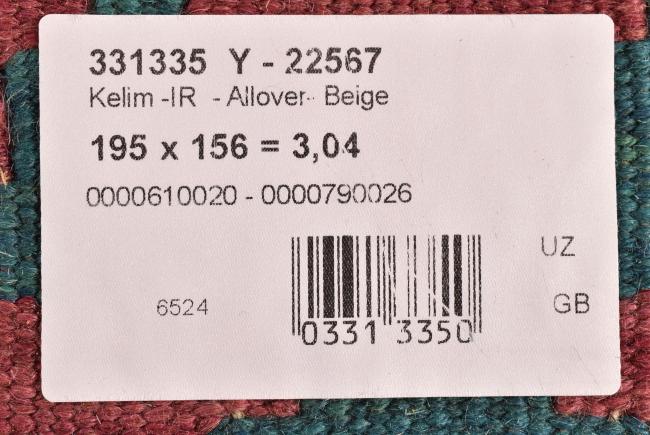 331335 Y - 22567
Kelim -IR - Allover- Beige
195 x 156 = 3,04
0000610020 - 0000790026
UZ
6524
GB
0331 3350